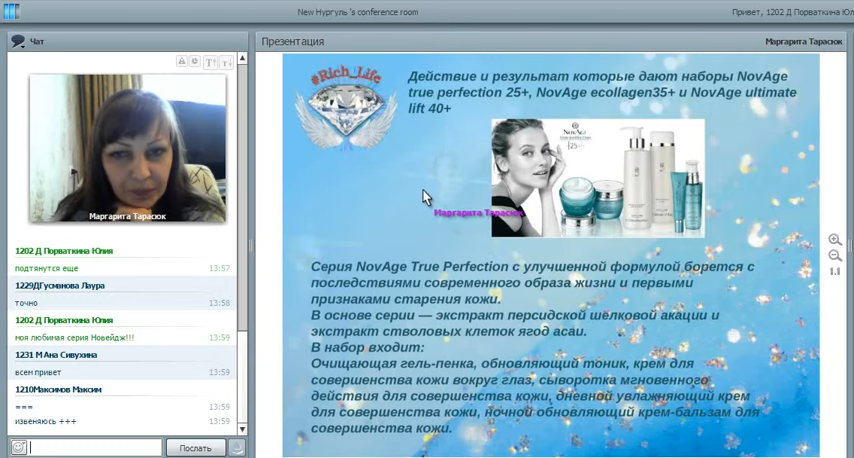 New Нургуль 's conference room
Привет, 1202 Д Порваткина Юл
Чат
Маргарита Тарасюк
1202 Д Порваткина Юлия
подтянутся еще 13:57
1229ДГусманова Лаура
точно 13:58
1202 Д Порваткина Юлия
моя любимая серия Новейдж!!! 13:59
1231 М Ана Сивухина
всем привет 13:59
1210Максимов Максим
=== 13:59
извеняюсь +++ 13:59
Послать
Презентация
Маргарита Тарасюк
#Rich_Life
Действие и результат которые дают наборы NovAge
true perfection 25+, NovAge ecollagen35+ и NovAge ultimate
lift 40+
NOVAGE
25+
Маргарита Тарасюк
Серия NovAge True Perfection с улучшенной формулой борется с
последствиями современного образа жизни и первыми
признаками старения кожи.
В основе серии — экстракт персидской шелковой акации и
экстракт стволовых клеток ягод асаи.
В набор входит:
Очищающая гель-пенка, обновляющий тоник, крем для
совершенства кожи вокруг глаз, сыворотка мгновенного
действия для совершенства кожи, дневной увлажняющий крем
для совершенства кожи, ночной обновляющий крем-бальзам для
совершенства кожи.
1.1